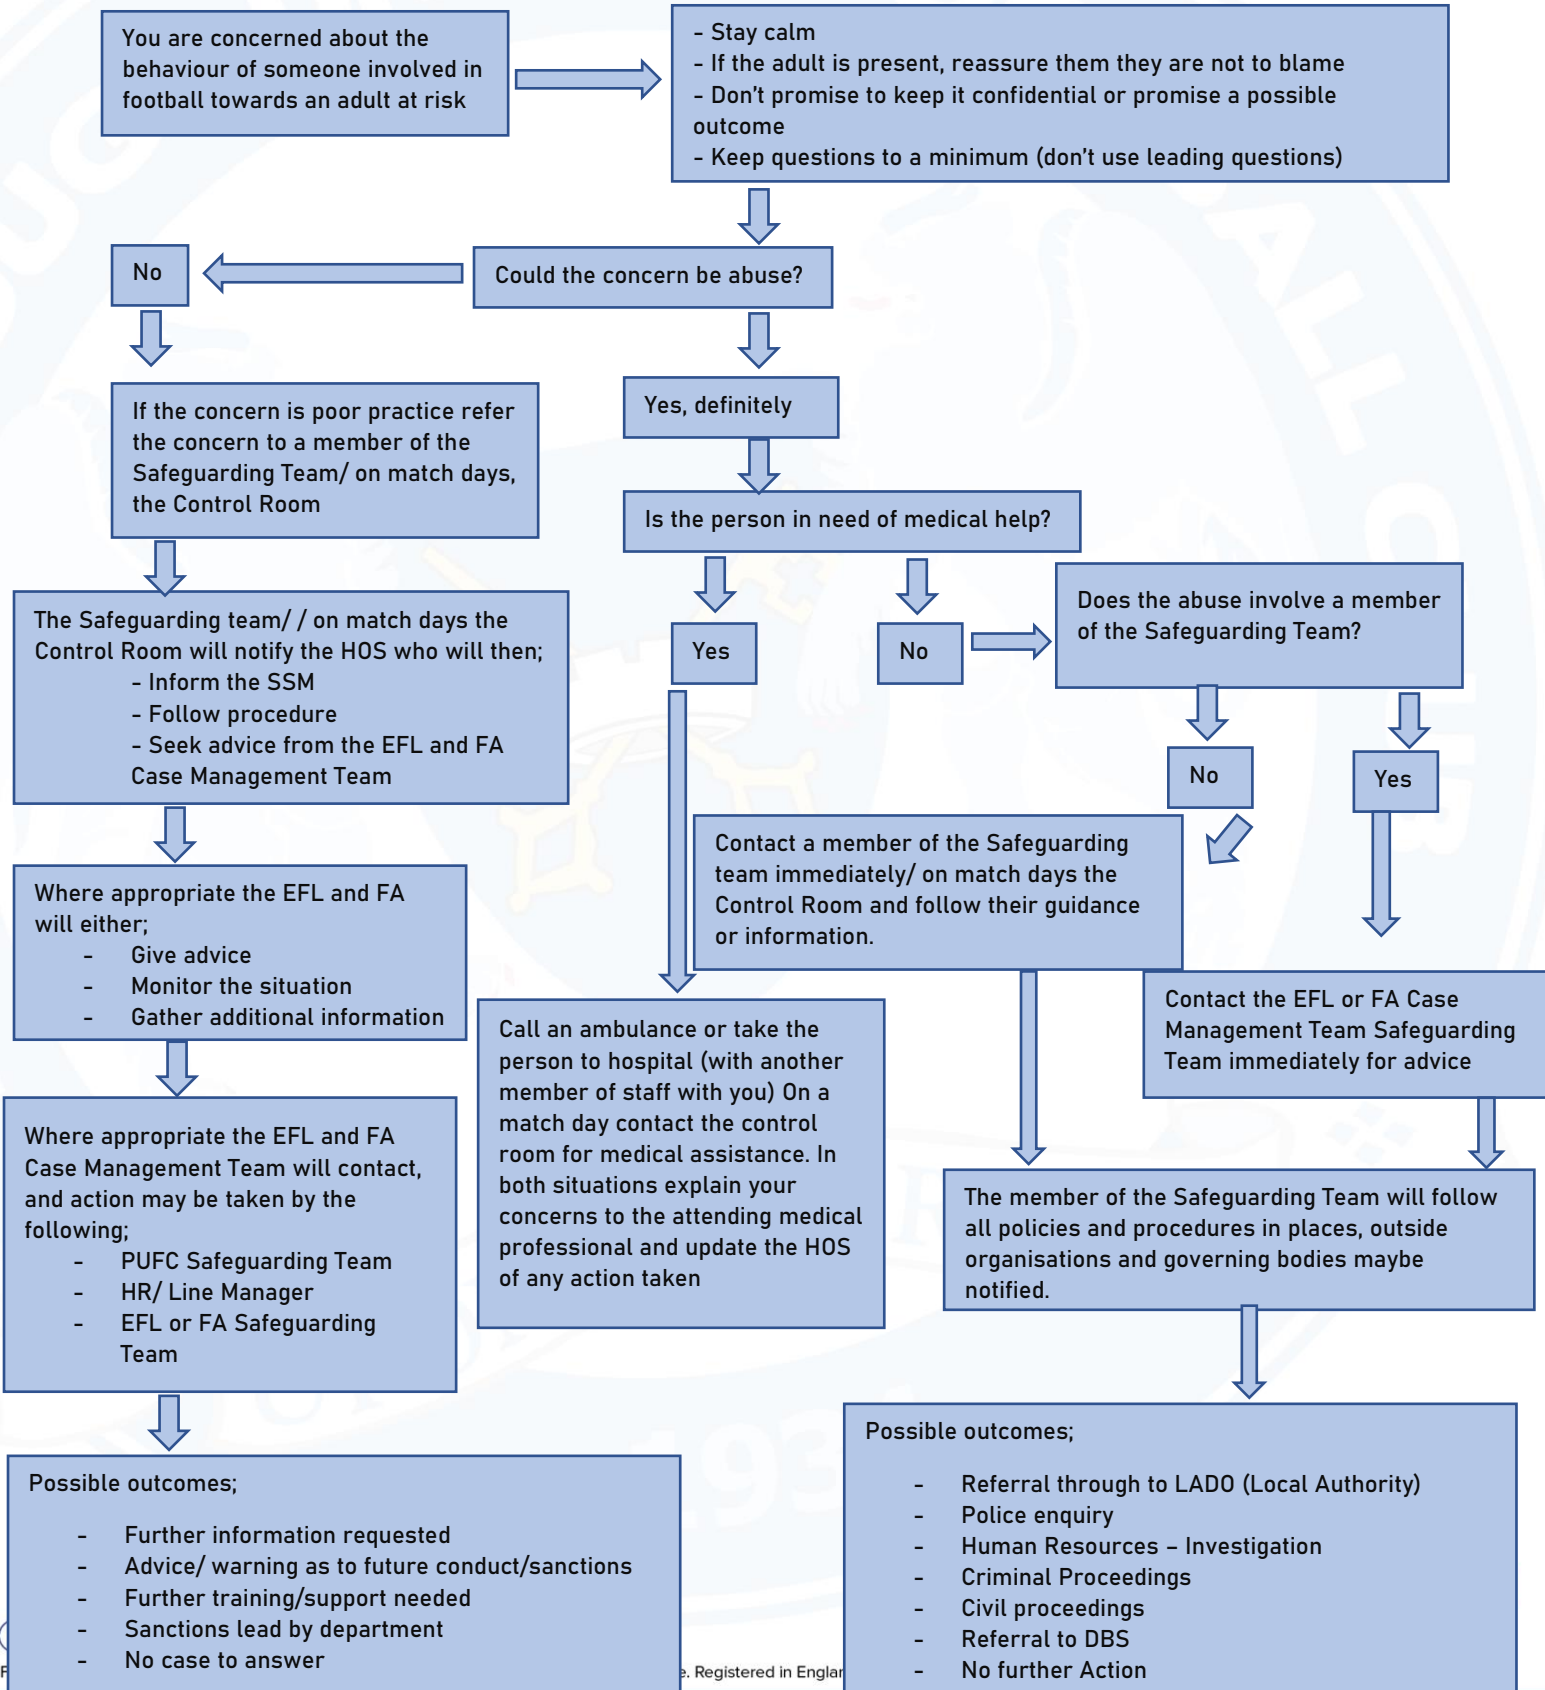 You are concerned about the
behaviour of someone involved in
football towards an adult at risk
- Stay calm
- If the adult is present, reassure them they are not to blame
- Don't promise to keep it confidential or promise a possible
outcome
- Keep questions to a minimum (don't use leading questions)
No
Could the concern be abuse?
If the concern is poor practice refer
the concern to a member of the
Safeguarding Team/ on match days,
the Control Room
Yes, definitely
Is the person in need of medical help?
The Safeguarding team/ / on match days the
Control Room will notify the HOS who will then;
- Inform the SSM
- Follow procedure
- Seek advice from the EFL and FA
Case Management Team
Yes
No
Does the abuse involve a member
of the Safeguarding Team?
No
Yes
Where appropriate the EFL and FA
will either;
- Give advice
- Monitor the situation
- Gather additional information
Contact a member of the Safeguarding
team immediately/ on match days the
Control Room and follow their guidance
or information.
Call an ambulance or take the
person to hospital (with another
member of staff with you) On a
match day contact the control
room for medical assistance. In
both situations explain your
concerns to the attending medical
professional and update the HOS
of any action taken
Contact the EFL or FA Case
Management Team Safeguarding
Team immediately for advice
Where appropriate the EFL and FA
Case Management Team will contact,
and action may be taken by the
following;
- PUFC Safeguarding Team
- HR/ Line Manager
- EFL or FA Safeguarding
Team
The member of the Safeguarding Team will follow
all policies and procedures in places, outside
organisations and governing bodies maybe
notified.
Possible outcomes;
- Further information requested
- Advice/ warning as to future conduct/sanctions
- Further training/support needed
- Sanctions lead by department
- No case to answer
Possible outcomes;
- Referral through to LADO (Local Authority)
- Police enquiry
- Human Resources – Investigation
- Criminal Proceedings
- Civil proceedings
- Referral to DBS
- No further Action
. Registered in